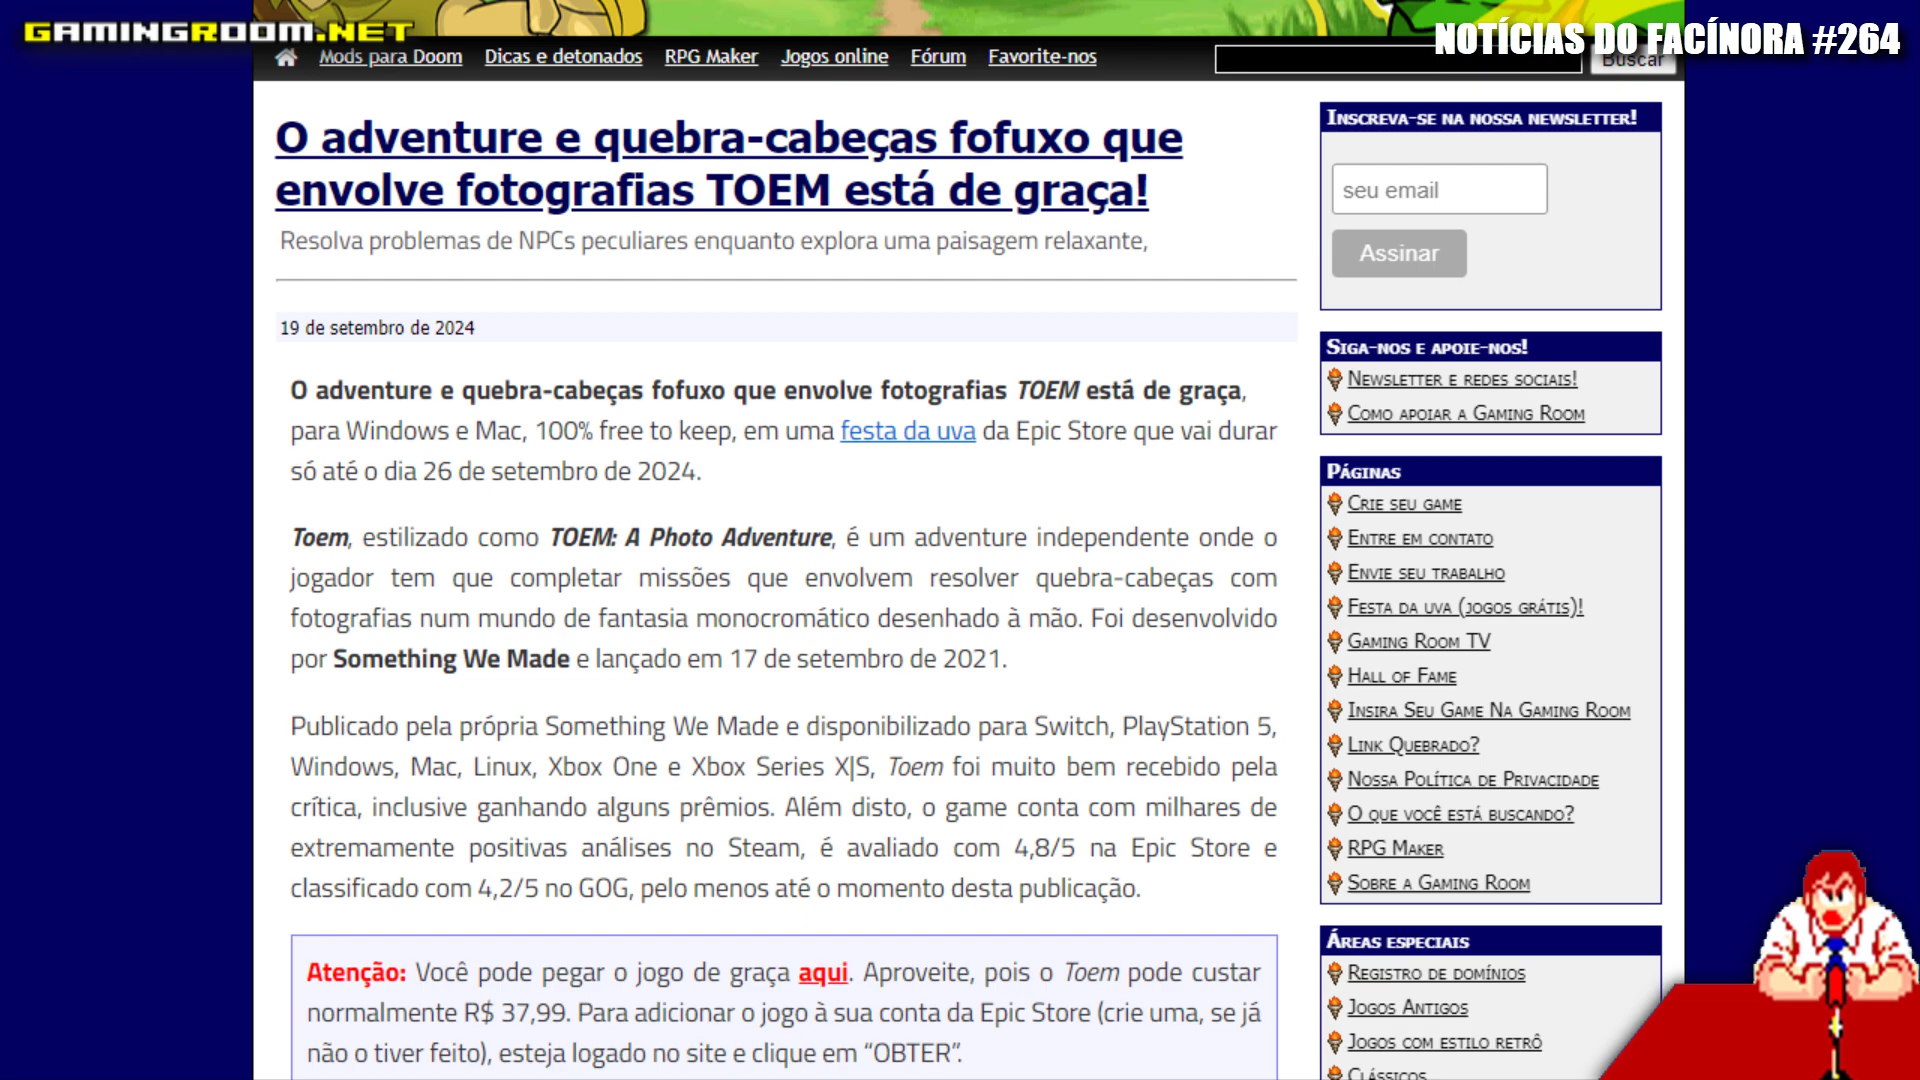 GAMINGROOM.NET
NOTÍCIAS DO FACÍNORA #264
Mods para Doom Dicas e detonados RPG Maker Jogos online Fórum Favorite-nos Buscar
O adventure e quebra-cabeças fofuxo que
envolve fotografias TOEM está de graça!
Resolva problemas de NPCs peculiares enquanto explora uma paisagem relaxante,
19 de setembro de 2024
O adventure e quebra-cabeças fofuxo que envolve fotografias TOEM está de graça,
para Windows e Mac, 100% free to keep, em uma festa da uva da Epic Store que vai durar
só até o dia 26 de setembro de 2024.
Toem, estilizado como TOEM: A Photo Adventure, é um adventure independente onde o
jogador tem que completar missões que envolvem resolver quebra-cabeças com
fotografias num mundo de fantasia monocromático desenhado à mão. Foi desenvolvido
por Something We Made e lançado em 17 de setembro de 2021.
Publicado pela própria Something We Made e disponibilizado para Switch, PlayStation 5,
Windows, Mac, Linux, Xbox One e Xbox Series X|S, Toem foi muito bem recebido pela
crítica, inclusive ganhando alguns prêmios. Além disto, o game conta com milhares de
extremamente positivas análises no Steam, é avaliado com 4,8/5 na Epic Store e
classificado com 4,2/5 no GOG, pelo menos até o momento desta publicação.
Atenção: Você pode pegar o jogo de graça aqui. Aproveite, pois o Toem pode custar
normalmente R$ 37,99. Para adicionar o jogo à sua conta da Epic Store (crie uma, se já
não o tiver feito), esteja logado no site e clique em “OBTER”.
Inscreva-se na nossa newsletter!
seu email
Assinar
Siga-nos e apoie-nos!
Newsletter e redes sociais!
Como apoiar a Gaming Room
Páginas
Crie seu game
Entre em contato
Envie seu trabalho
Festa da uva (jogos grátis)!
Gaming Room TV
Hall of Fame
Insira Seu Game Na Gaming Room
Link Quebrado?
Nossa Política de Privacidade
O que você está buscando?
RPG Maker
Sobre a Gaming Room
Áreas especiais
Registro de domínios
Jogos Antigos
Jogos com estilo retrô
Clássicos